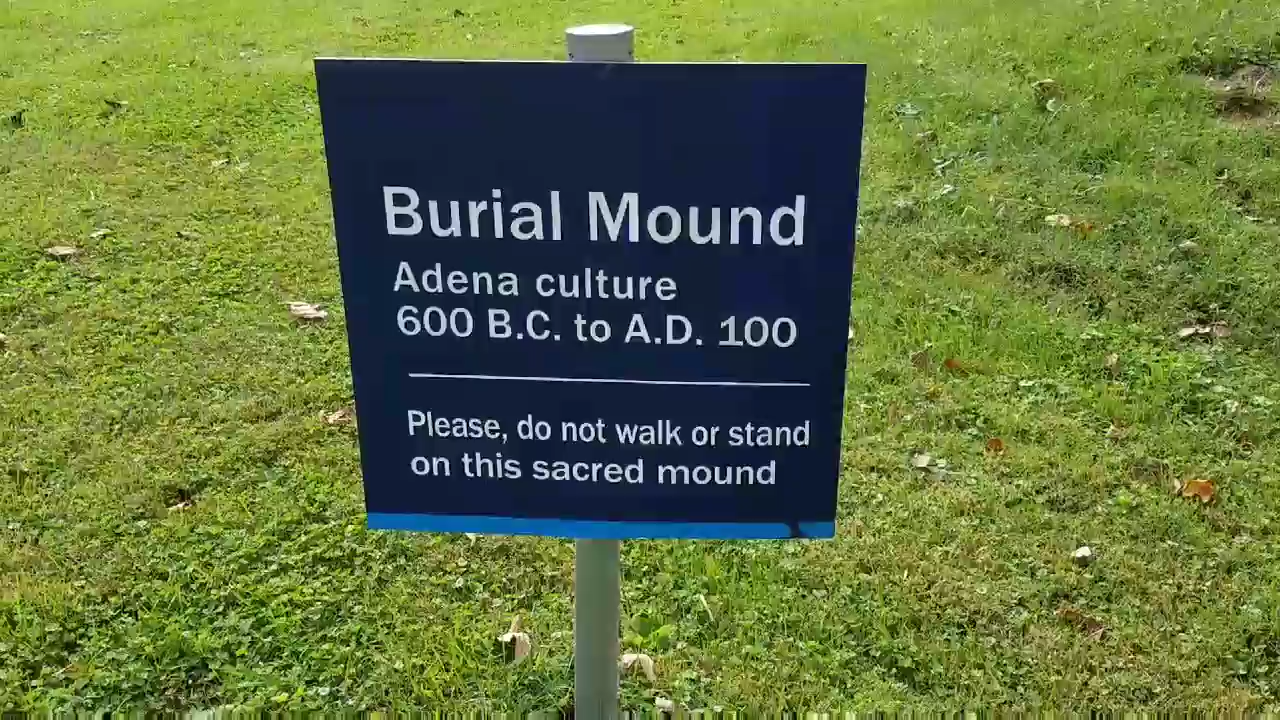 Burial Mound
Adena culture
600 B.C. to A.D. 100
Please, do not walk or stand
on this sacred mound